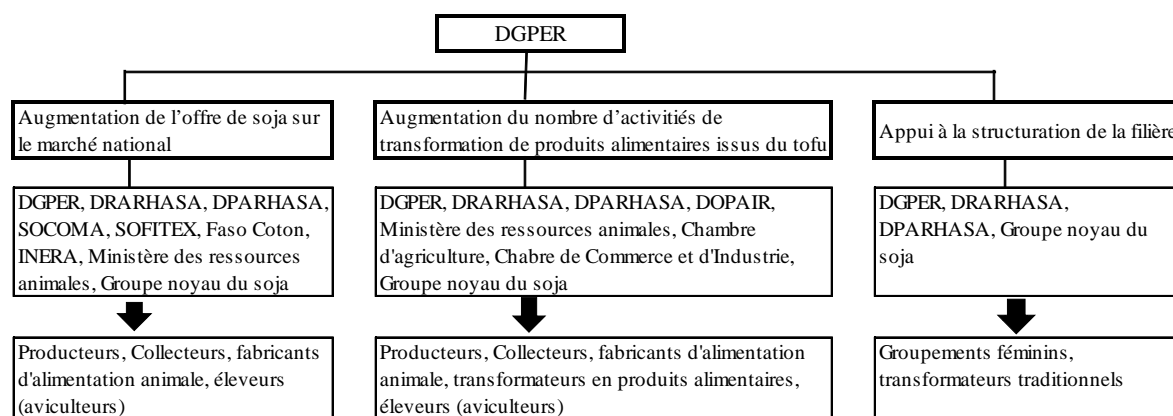 DGPER
Augmentation de l’offre de soja sur
le marché national
Augmentation du nombre d’activitiés de
transformation de produits alimentaires issus du tofu
Appui à la structuration de la filière
DGPER, DRARHASA, DPARHASA,
SOCOMA, SOFITEX, Faso Coton,
INERA, Ministère des ressources
animales, Groupe noyau du soja
DGPER, DRARHASA, DPARHASA, DOPAIR,
Ministère des ressources animales, Chambre
d'agriculture, Chabre de Commerce et d'Industrie,
Groupe noyau du soja
DGPER, DRARHASA,
DPARHASA, Groupe noyau du
soja
Producteurs, Collecteurs, fabricants
d'alimentation animale, éleveurs
(aviculteurs)
Producteurs, Collecteurs, fabricants d'alimentation
animale, transformateurs en produits alimentaires,
éleveurs (aviculteurs)
Groupements féminins,
transformateurs traditionnels